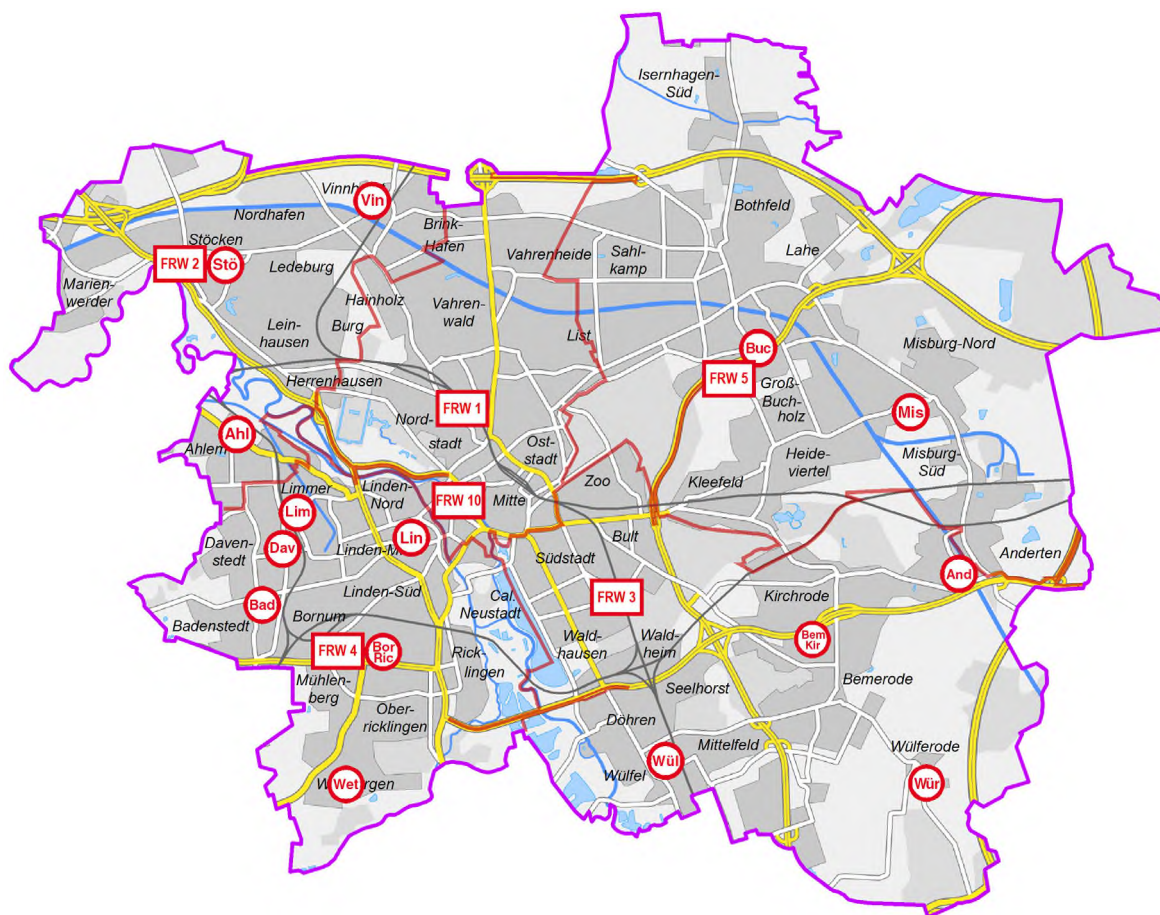 Isernhagen-
Süd
Vin
Nordhafen
Brink-
Hafen
Bothfeld
Stöcken
FRW 2
Stö
Ledeburg
Vahrenheide
Sahl-
kamp
Lahe
Marien-
werder
Hainholz
Vahren-
wald
Burg
Lein-
hausen
List
Misburg-Nord
Buc
FRW 5
Herrenhausen
Groß-
Buch-
holz
FRW 1
Nord-
stadt
Mis
Ahl
Ahlem
Ost-
stadt
Heide-
viertel
Misburg-
Süd
Limmer
Linden-
Nord
FRW 10
Mitte
Zoo
Kleefeld
Lim
Daven-
stedt
Dav
Lin
Bult
Anderten
Südstadt
And
Linden-Süd
Cal.
Neustadt
FRW 3
Kirchrode
Bad
Badenstedt
Bornum
Wald-
hausen
Wald-
heim
Bem
Kir
FRW 4
Bor
Ric
Rick-
lingen
Mühlen-
berg
Seelhorst
Bemerode
Ober-
ricklingen
Döhren
Mittelfeld
Wülferode
Wül
Wülfel
Wet
Wür